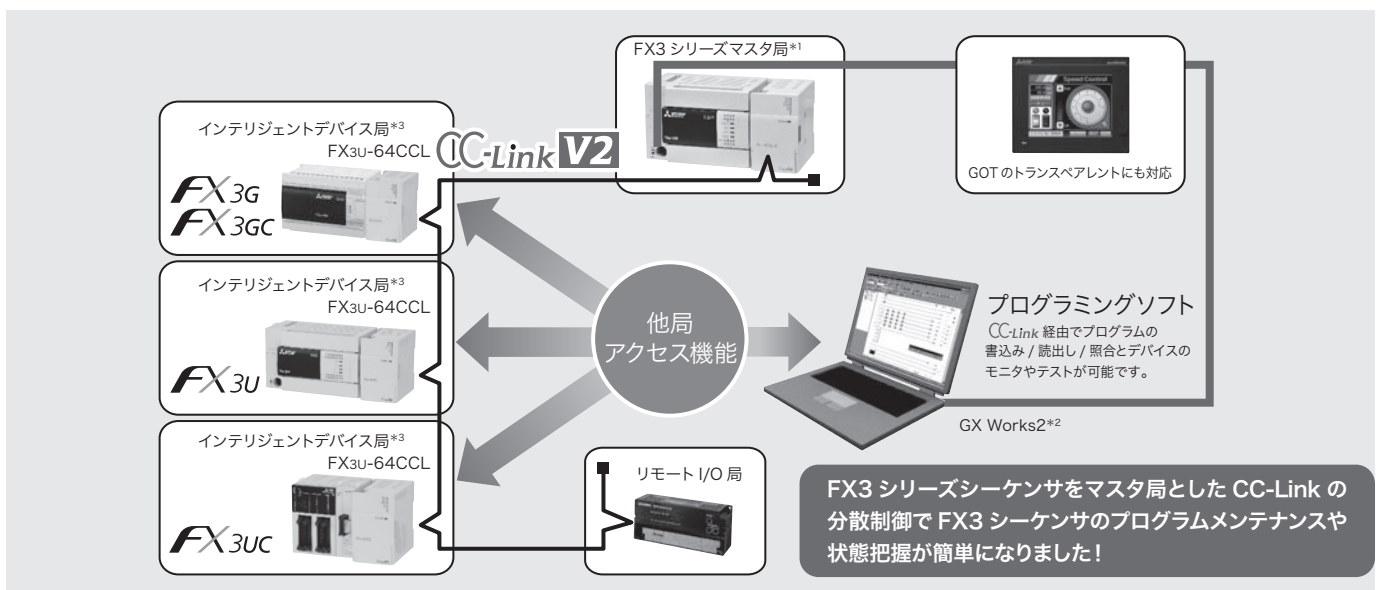 FX3 シリーズマスタ局*1
GOT のトランスペアレントにも対応
インテリジェントデバイス局*3
FX3U-64CCL
CC-Link V2
FX3G
FX3GC
インテリジェントデバイス局*3
FX3U-64CCL
FX3U
インテリジェントデバイス局*3
FX3U-64CCL
FX3UC
他局
アクセス機能
プログラミングソフト
CC-Link 経由でプログラムの
書込み / 読出し / 照合とデバイスの
モニタやテストが可能です。
GX Works2*2
リモート I/O 局
FX3 シリーズシーケンサをマスタ局とした CC-Link の
分散制御で FX3 シーケンサのプログラムメンテナンスや
状態把握が簡単になりました！